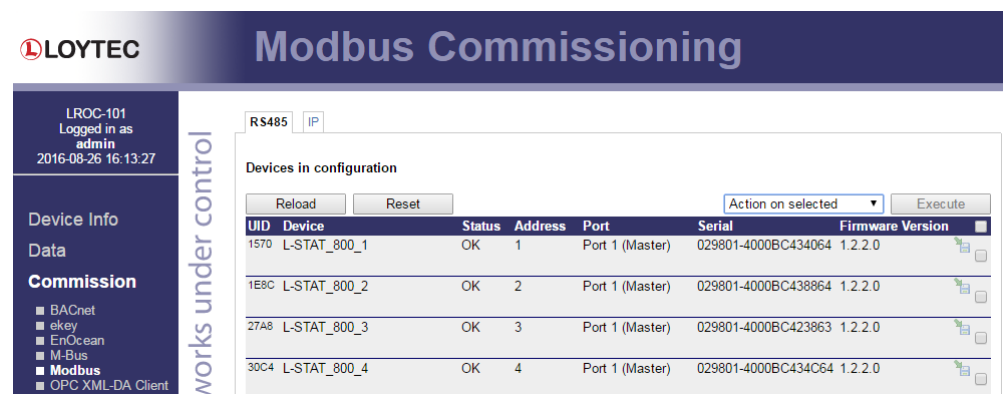 LOYTEC
Modbus Commissioning
LROC-101
Logged in as
admin
2016-08-26 16:13:27
Device Info
Data
Commission
BACnet
ekey
EnOcean
M-Bus
Modbus
OPC XML-DA Client
works under control
RS485 IP
Devices in configuration
Reload Reset Action on selected Execute
UID Device Status Address Port Serial Firmware Version
1570 L-STAT_800_1 OK 1 Port 1 (Master) 029801-4000BC434064 1.2.2.0
1E8C L-STAT_800_2 OK 2 Port 1 (Master) 029801-4000BC438864 1.2.2.0
27A8 L-STAT_800_3 OK 3 Port 1 (Master) 029801-4000BC423863 1.2.2.0
30C4 L-STAT_800_4 OK 4 Port 1 (Master) 029801-4000BC434C64 1.2.2.0